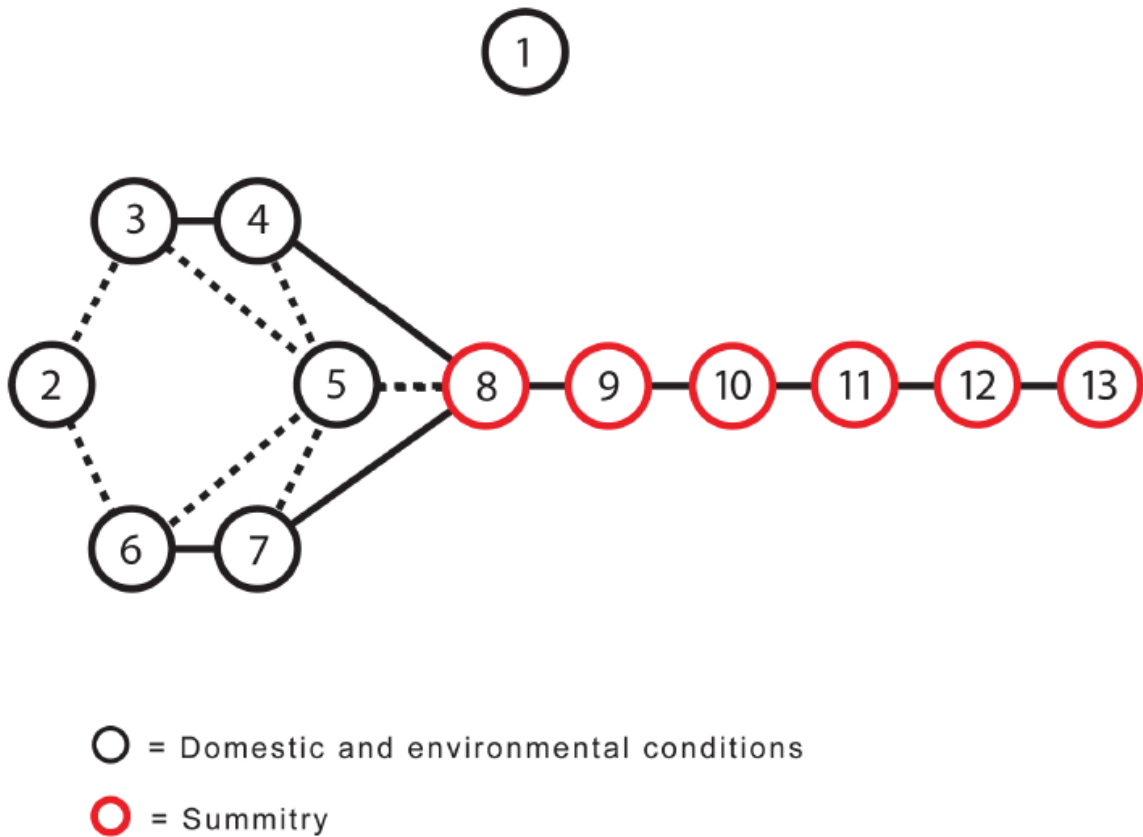 1
3 4
2 5 8 9 10 11 12 13
6 7
= Domestic and environmental conditions
= Summitry